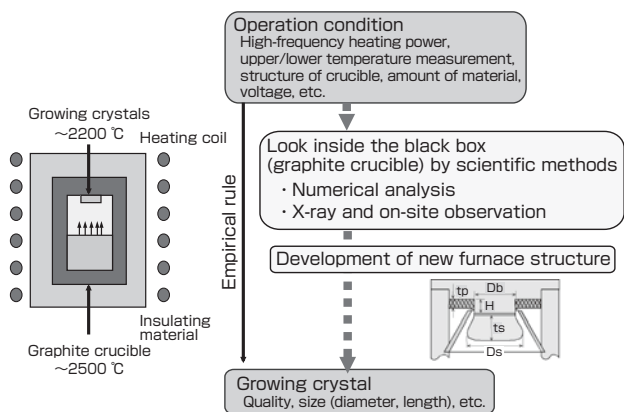 Operation condition
High-frequency heating power,
upper/lower temperature measurement,
structure of crucible, amount of material,
voltage, etc.
Growing crystals
~2200 ℃
Heating coil
Insulating
material
Graphite crucible
~2500 ℃
Empirical rule
Look inside the black box
(graphite crucible) by scientific methods
・Numerical analysis
・X-ray and on-site observation
Development of new furnace structure
tp
Db
H
ts
Ds
Growing crystal
Quality, size (diameter, length), etc.